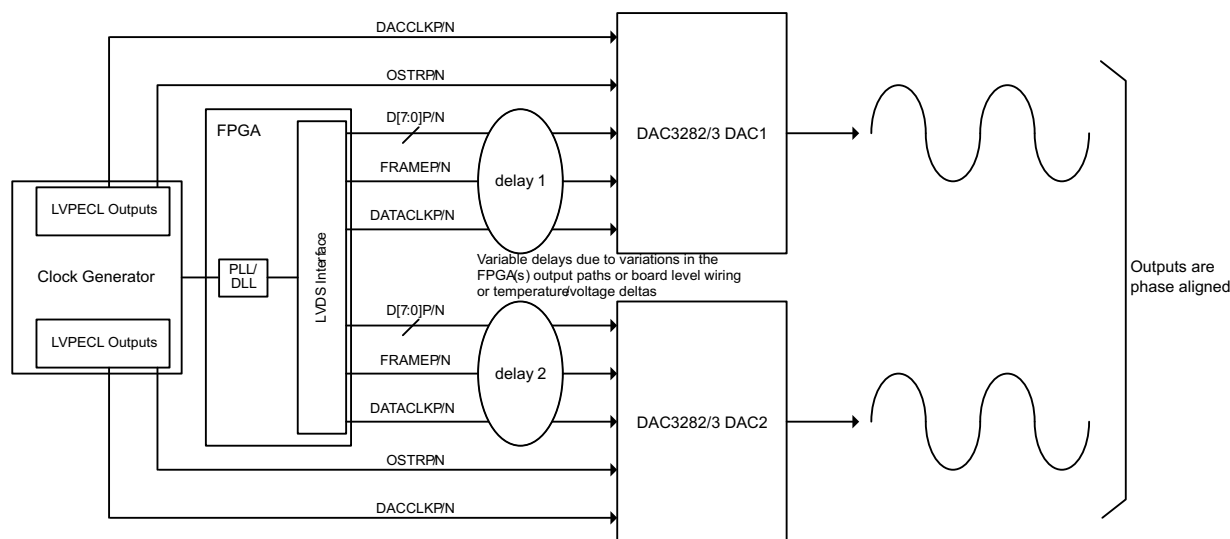 DACCLKP/N
OSTRP/N
FPGA
D[7:0]P/N
DAC3282/3 DAC1
FRAMEP/N
delay 1
LVPECL Outputs
DATACLKP/N
Variable delays due to variations in the
FPGA(s) output paths or board level wiring
or temperature/voltage deltas
Clock Generator
PLL/
DLL
LVDS Interface
Outputs are
phase aligned
D[7:0]P/N
LVPECL Outputs
FRAMEP/N
delay 2
DATACLKP/N
DAC3282/3 DAC2
OSTRP/N
DACCLKP/N